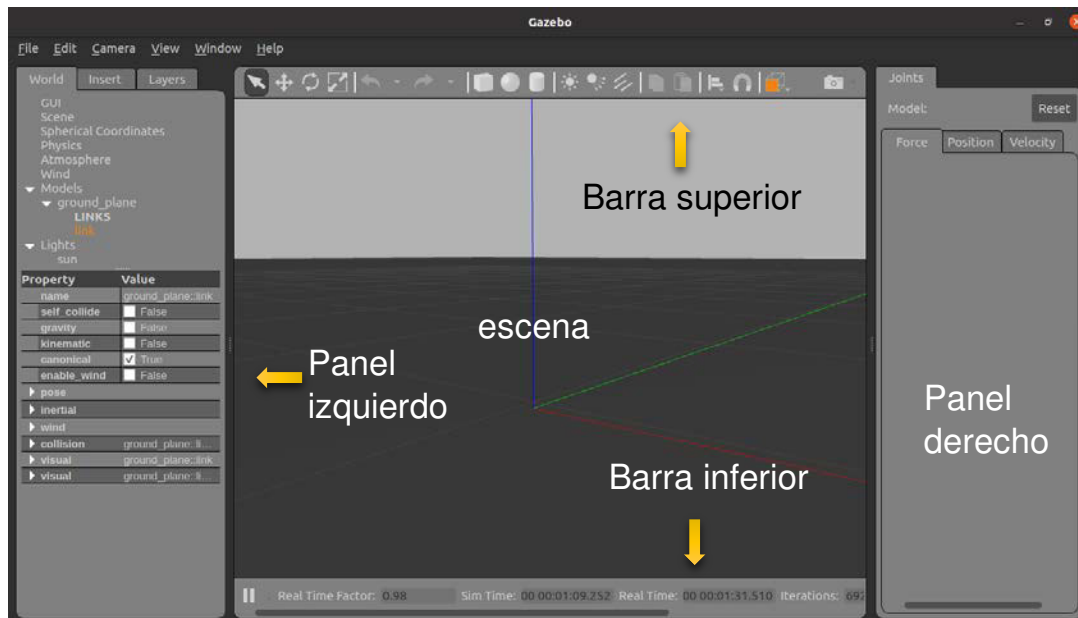 Gazebo
File Edit Camera View Window Help
World Insert Layers
GUI
Scene
Spherical Coordinates
Physics
Atmosphere
Wind
Models
ground_plane
LINKS
link
Lights
sun
Property Value
name ground_plane::link
self_collide False
gravity False
kinematic False
canonical True
enable_wind False
pose
inertial
wind
collision ground_plane::li...
visual ground_plane::link
visual ground_plane::li...
Barra superior
escena
Panel
izquierdo
Barra inferior
Real Time Factor: 0.98 Sim Time: 00 00:01:09.252 Real Time: 00 00:01:31.510 Iterations: 692
Joints
Model: Reset
Force Position Velocity
Panel
derecho